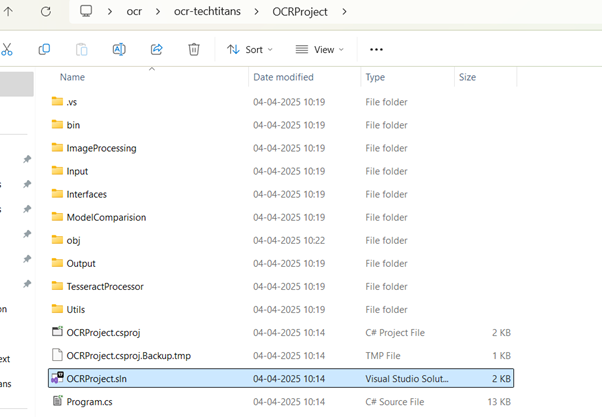 ocr > ocr-techtitans > OCRProject >
Sort View
Name Date modified Type Size
.vs 04-04-2025 10:19 File folder
bin 04-04-2025 10:19 File folder
ImageProcessing 04-04-2025 10:19 File folder
Input 04-04-2025 10:19 File folder
Interfaces 04-04-2025 10:19 File folder
ModelComparision 04-04-2025 10:19 File folder
obj 04-04-2025 10:22 File folder
Output 04-04-2025 10:19 File folder
TesseractProcessor 04-04-2025 10:19 File folder
Utils 04-04-2025 10:19 File folder
on
OCRProject.csproj 04-04-2025 10:14 C# Project File 2 KB
ext OCRProject.csproj.Backup.tmp 04-04-2025 10:14 TMP File 1 KB
ans OCRProject.sln 04-04-2025 10:14 Visual Studio Solut... 2 KB
Program.cs 04-04-2025 10:14 C# Source File 13 KB